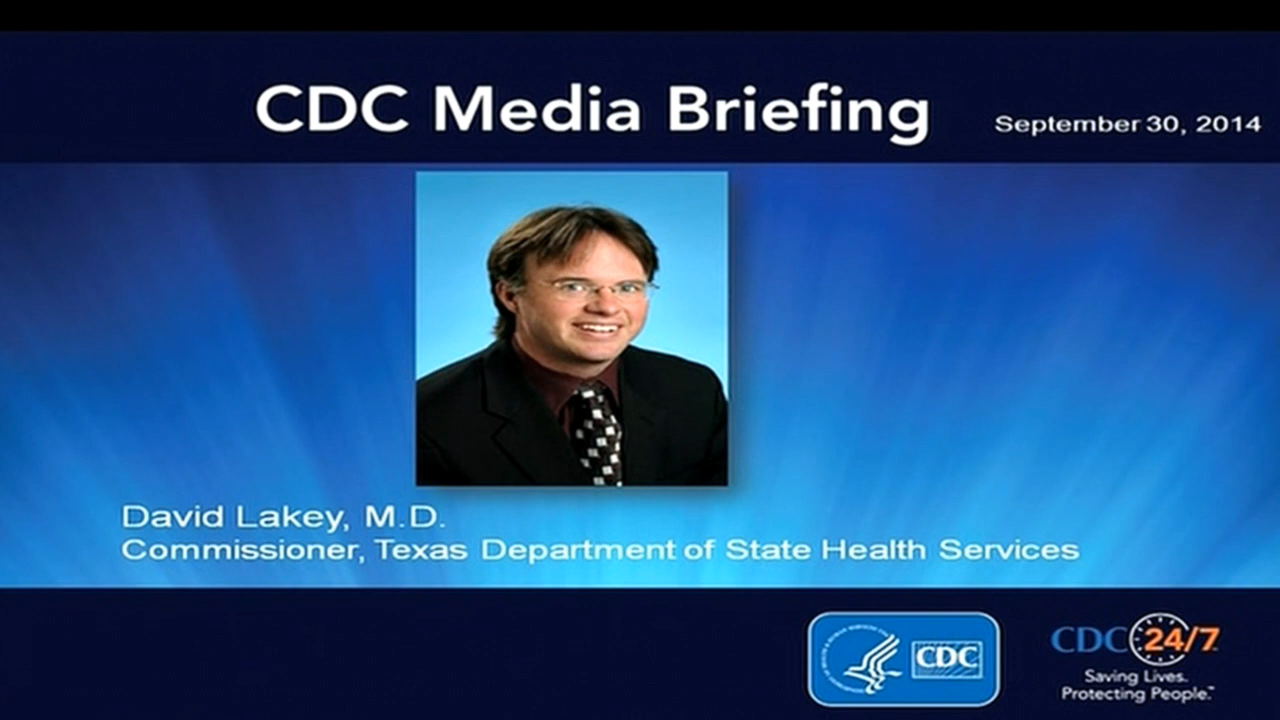 CDC Media Briefing
September 30, 2014
David Lakey, M.D.
Commissioner, Texas Department of State Health Services
CDC
CDC 24/7
Saving Lives.
Protecting People.™